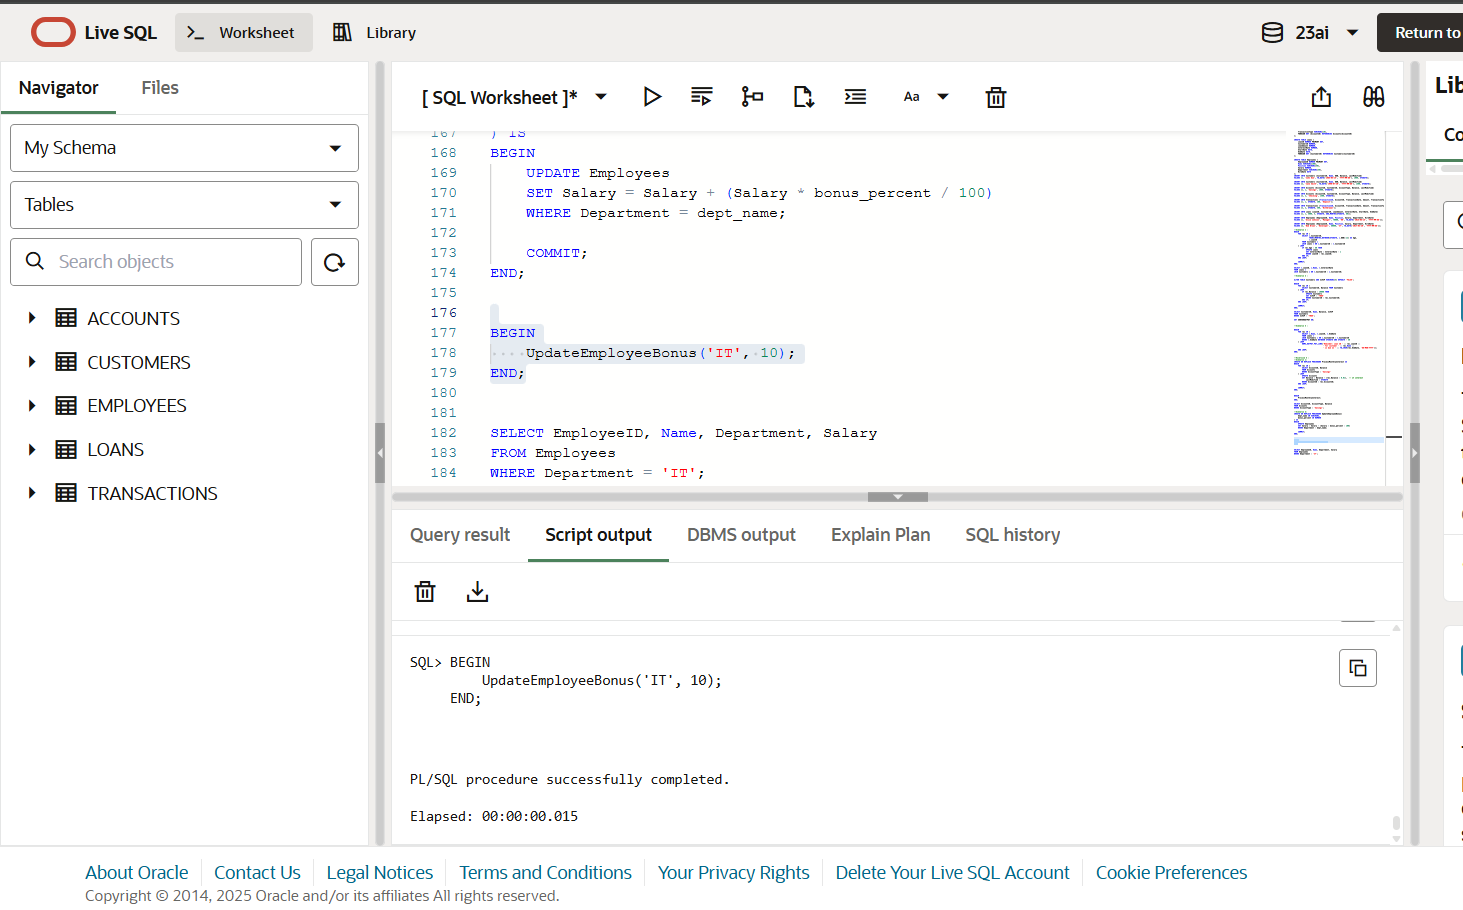 Live SQL
Worksheet
Library
23ai
Return to
Navigator
Files
My Schema
Tables
Search objects
ACCOUNTS
CUSTOMERS
EMPLOYEES
LOANS
TRANSACTIONS
[ SQL Worksheet ]*
Aa
167 ) IS
168 BEGIN
169     UPDATE Employees
170     SET Salary = Salary + (Salary * bonus_percent / 100)
171     WHERE Department = dept_name;
172
173     COMMIT;
174 END;
175
176
177 BEGIN
178     UpdateEmployeeBonus('IT', 10);
179 END;
180
181
182 SELECT EmployeeID, Name, Department, Salary
183 FROM Employees
184 WHERE Department = 'IT';
Query result
Script output
DBMS output
Explain Plan
SQL history
SQL> BEGIN
         UpdateEmployeeBonus('IT', 10);
     END;
PL/SQL procedure successfully completed.
Elapsed: 00:00:00.015
About Oracle
Contact Us
Legal Notices
Terms and Conditions
Your Privacy Rights
Delete Your Live SQL Account
Cookie Preferences
Copyright © 2014, 2025 Oracle and/or its affiliates All rights reserved.